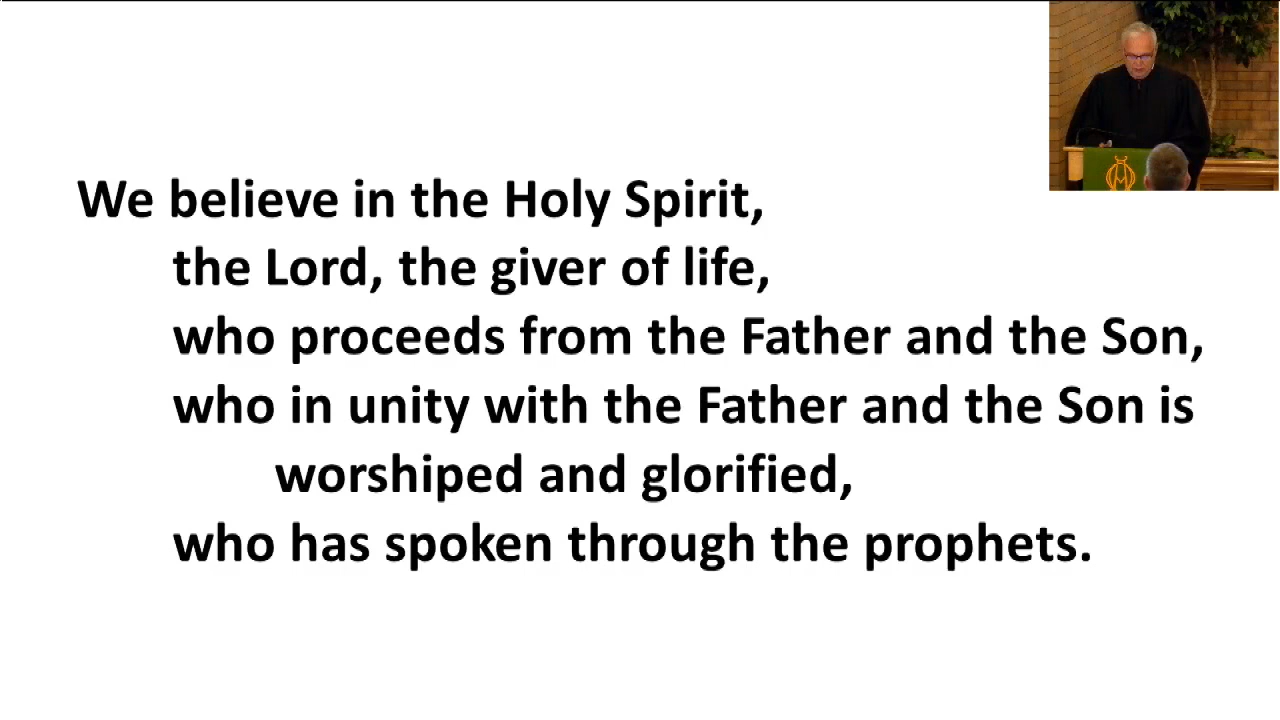 We believe in the Holy Spirit,
the Lord, the giver of life,
who proceeds from the Father and the Son,
who in unity with the Father and the Son is
worshiped and glorified,
who has spoken through the prophets.